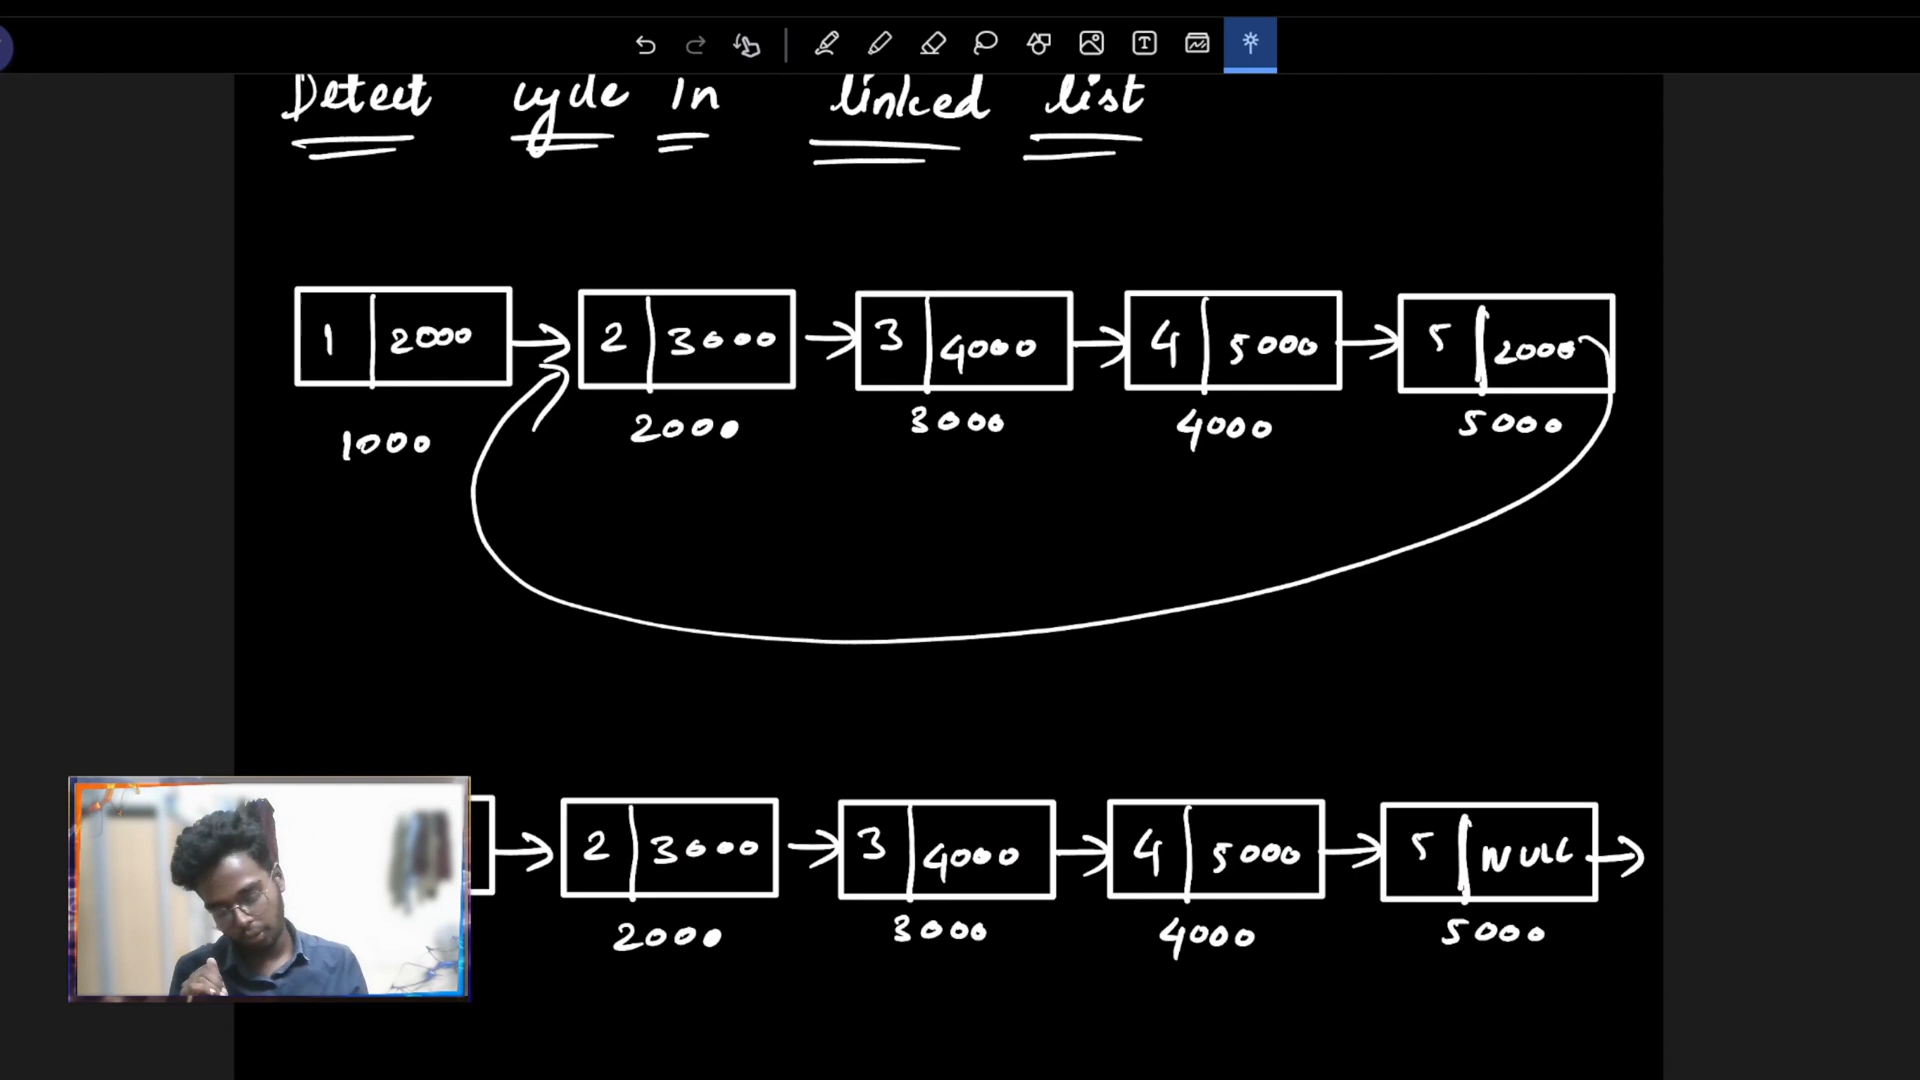 Detect cycle in linked list
1 2000 2 3000 3 4000 4 5000 5 2000
1000 2000 3000 4000 5000
2 3000 3 4000 4 5000 5 NULL
2000 3000 4000 5000